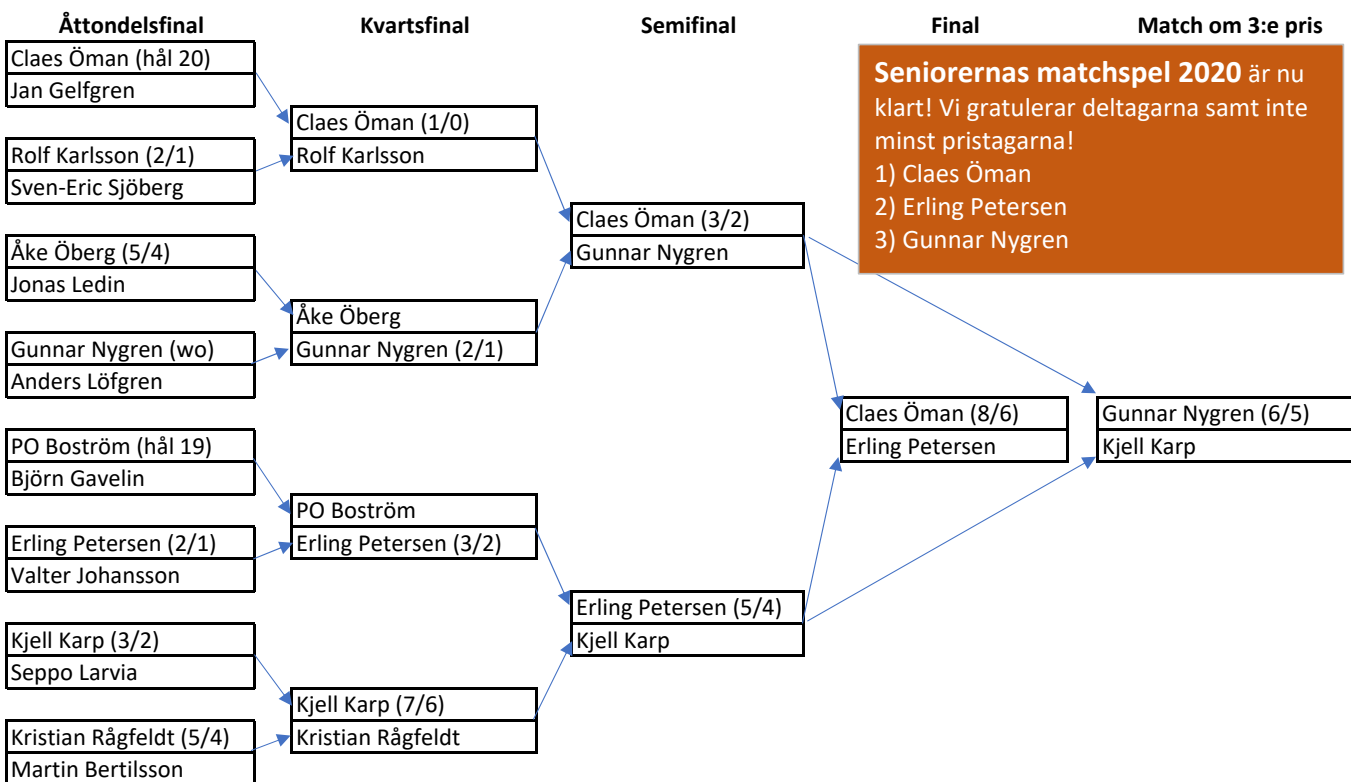 Åttondelsfinal
Kvartsfinal
Semifinal
Final
Match om 3:e pris
Claes Öman (hål 20)
Jan Gelfgren
Rolf Karlsson (2/1)
Sven-Eric Sjöberg
Åke Öberg (5/4)
Jonas Ledin
Gunnar Nygren (wo)
Anders Löfgren
PO Boström (hål 19)
Björn Gavelin
Erling Petersen (2/1)
Valter Johansson
Kjell Karp (3/2)
Seppo Larvia
Kristian Rågfeldt (5/4)
Martin Bertilsson
Claes Öman (1/0)
Rolf Karlsson
Åke Öberg
Gunnar Nygren (2/1)
PO Boström
Erling Petersen (3/2)
Kjell Karp (7/6)
Kristian Rågfeldt
Claes Öman (3/2)
Gunnar Nygren
Erling Petersen (5/4)
Kjell Karp
Claes Öman (8/6)
Erling Petersen
Gunnar Nygren (6/5)
Kjell Karp
Seniorernas matchspel 2020 är nu
klart! Vi gratulerar deltagarna samt inte
minst pristagarna!
1) Claes Öman
2) Erling Petersen
3) Gunnar Nygren